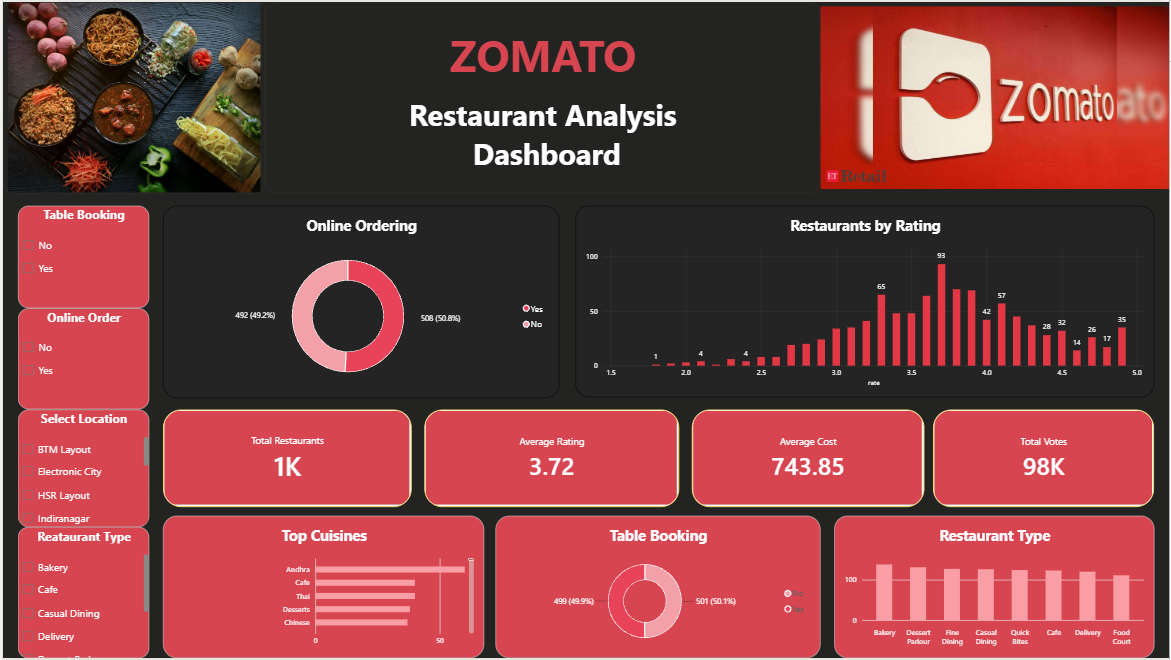 ZOMATO
Restaurant Analysis
Dashboard
zomato
ato
ET Retail
Table Booking
No
Yes
Online Order
No
Yes
Select Location
BTM Layout
Electronic City
HSR Layout
Indiranagar
Reataurant Type
Bakery
Cafe
Casual Dining
Delivery
Online Ordering
492 (49.2%)
508 (50.8%)
Yes
No
Restaurants by Rating
100
50
0
1
4
4
65
93
42
57
28
32
14
26
17
35
1.5 2.0 2.5 3.0 3.5 4.0 4.5 5.0
rate
Total Restaurants
1K
Average Rating
3.72
Average Cost
743.85
Total Votes
98K
Top Cuisines
Andhra
Cafe
Thai
Desserts
Chinese
0 50
Table Booking
499 (49.9%)
501 (50.1%)
Restaurant Type
100
0
Bakery
Dessert
Parlour
Fine
Dining
Casual
Dining
Quick
Bites
Cafe
Delivery
Food
Court